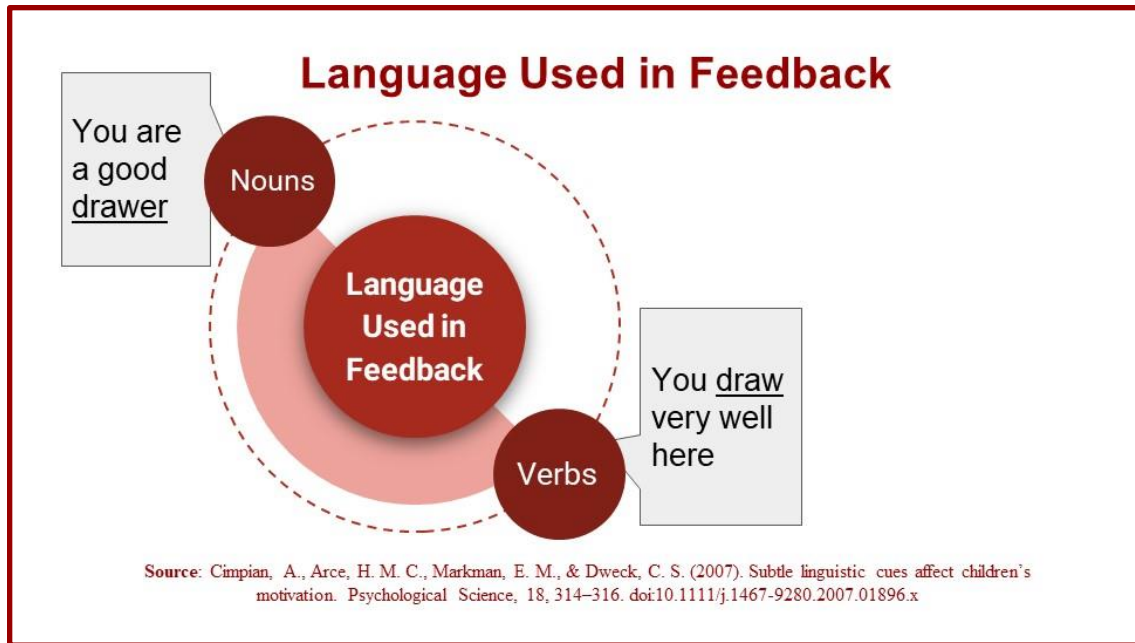 Language Used in Feedback
You are
a good
drawer
Nouns
Language
Used in
Feedback
You draw
very well
here
Verbs
Source: Cimpian, A., Arce, H. M. C., Markman, E. M., & Dweck, C. S. (2007). Subtle linguistic cues affect children’s
motivation. Psychological Science, 18, 314–316. doi:10.1111/j.1467-9280.2007.01896.x